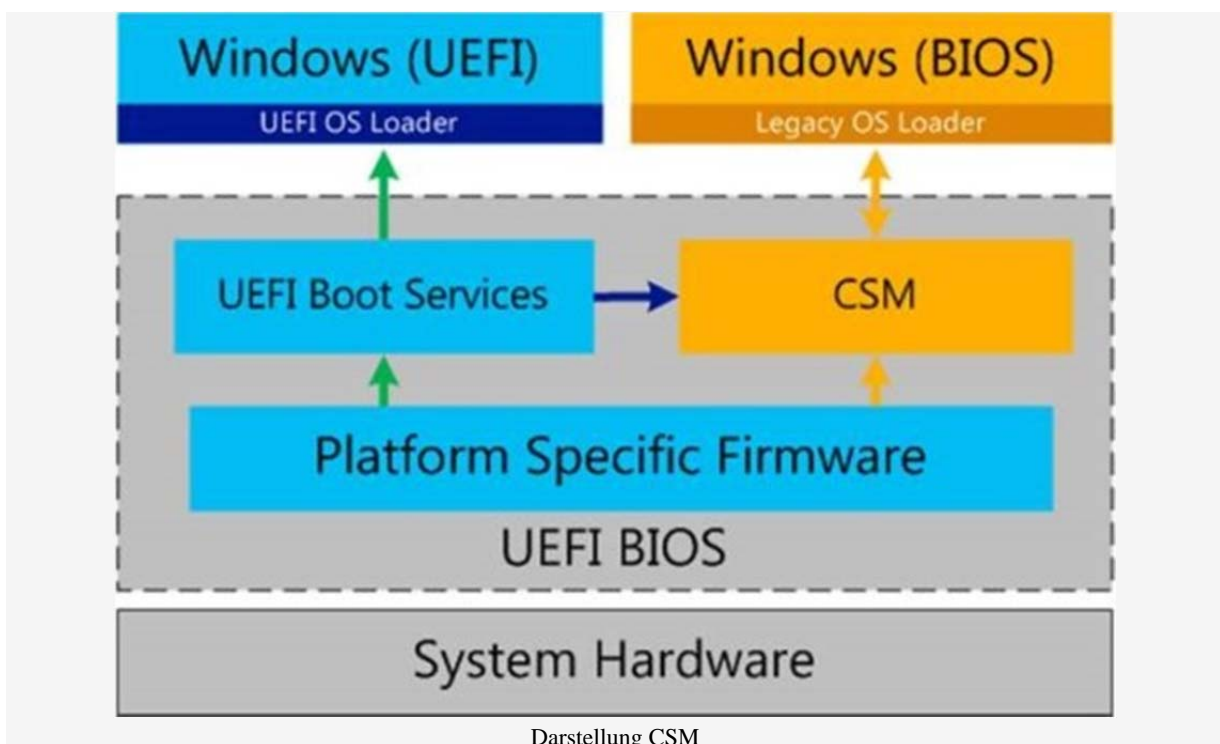 Windows (UEFI)
UEFI OS Loader
Windows (BIOS)
Legacy OS Loader
UEFI Boot Services
CSM
Platform Specific Firmware
UEFI BIOS
System Hardware
Darstellung CSM